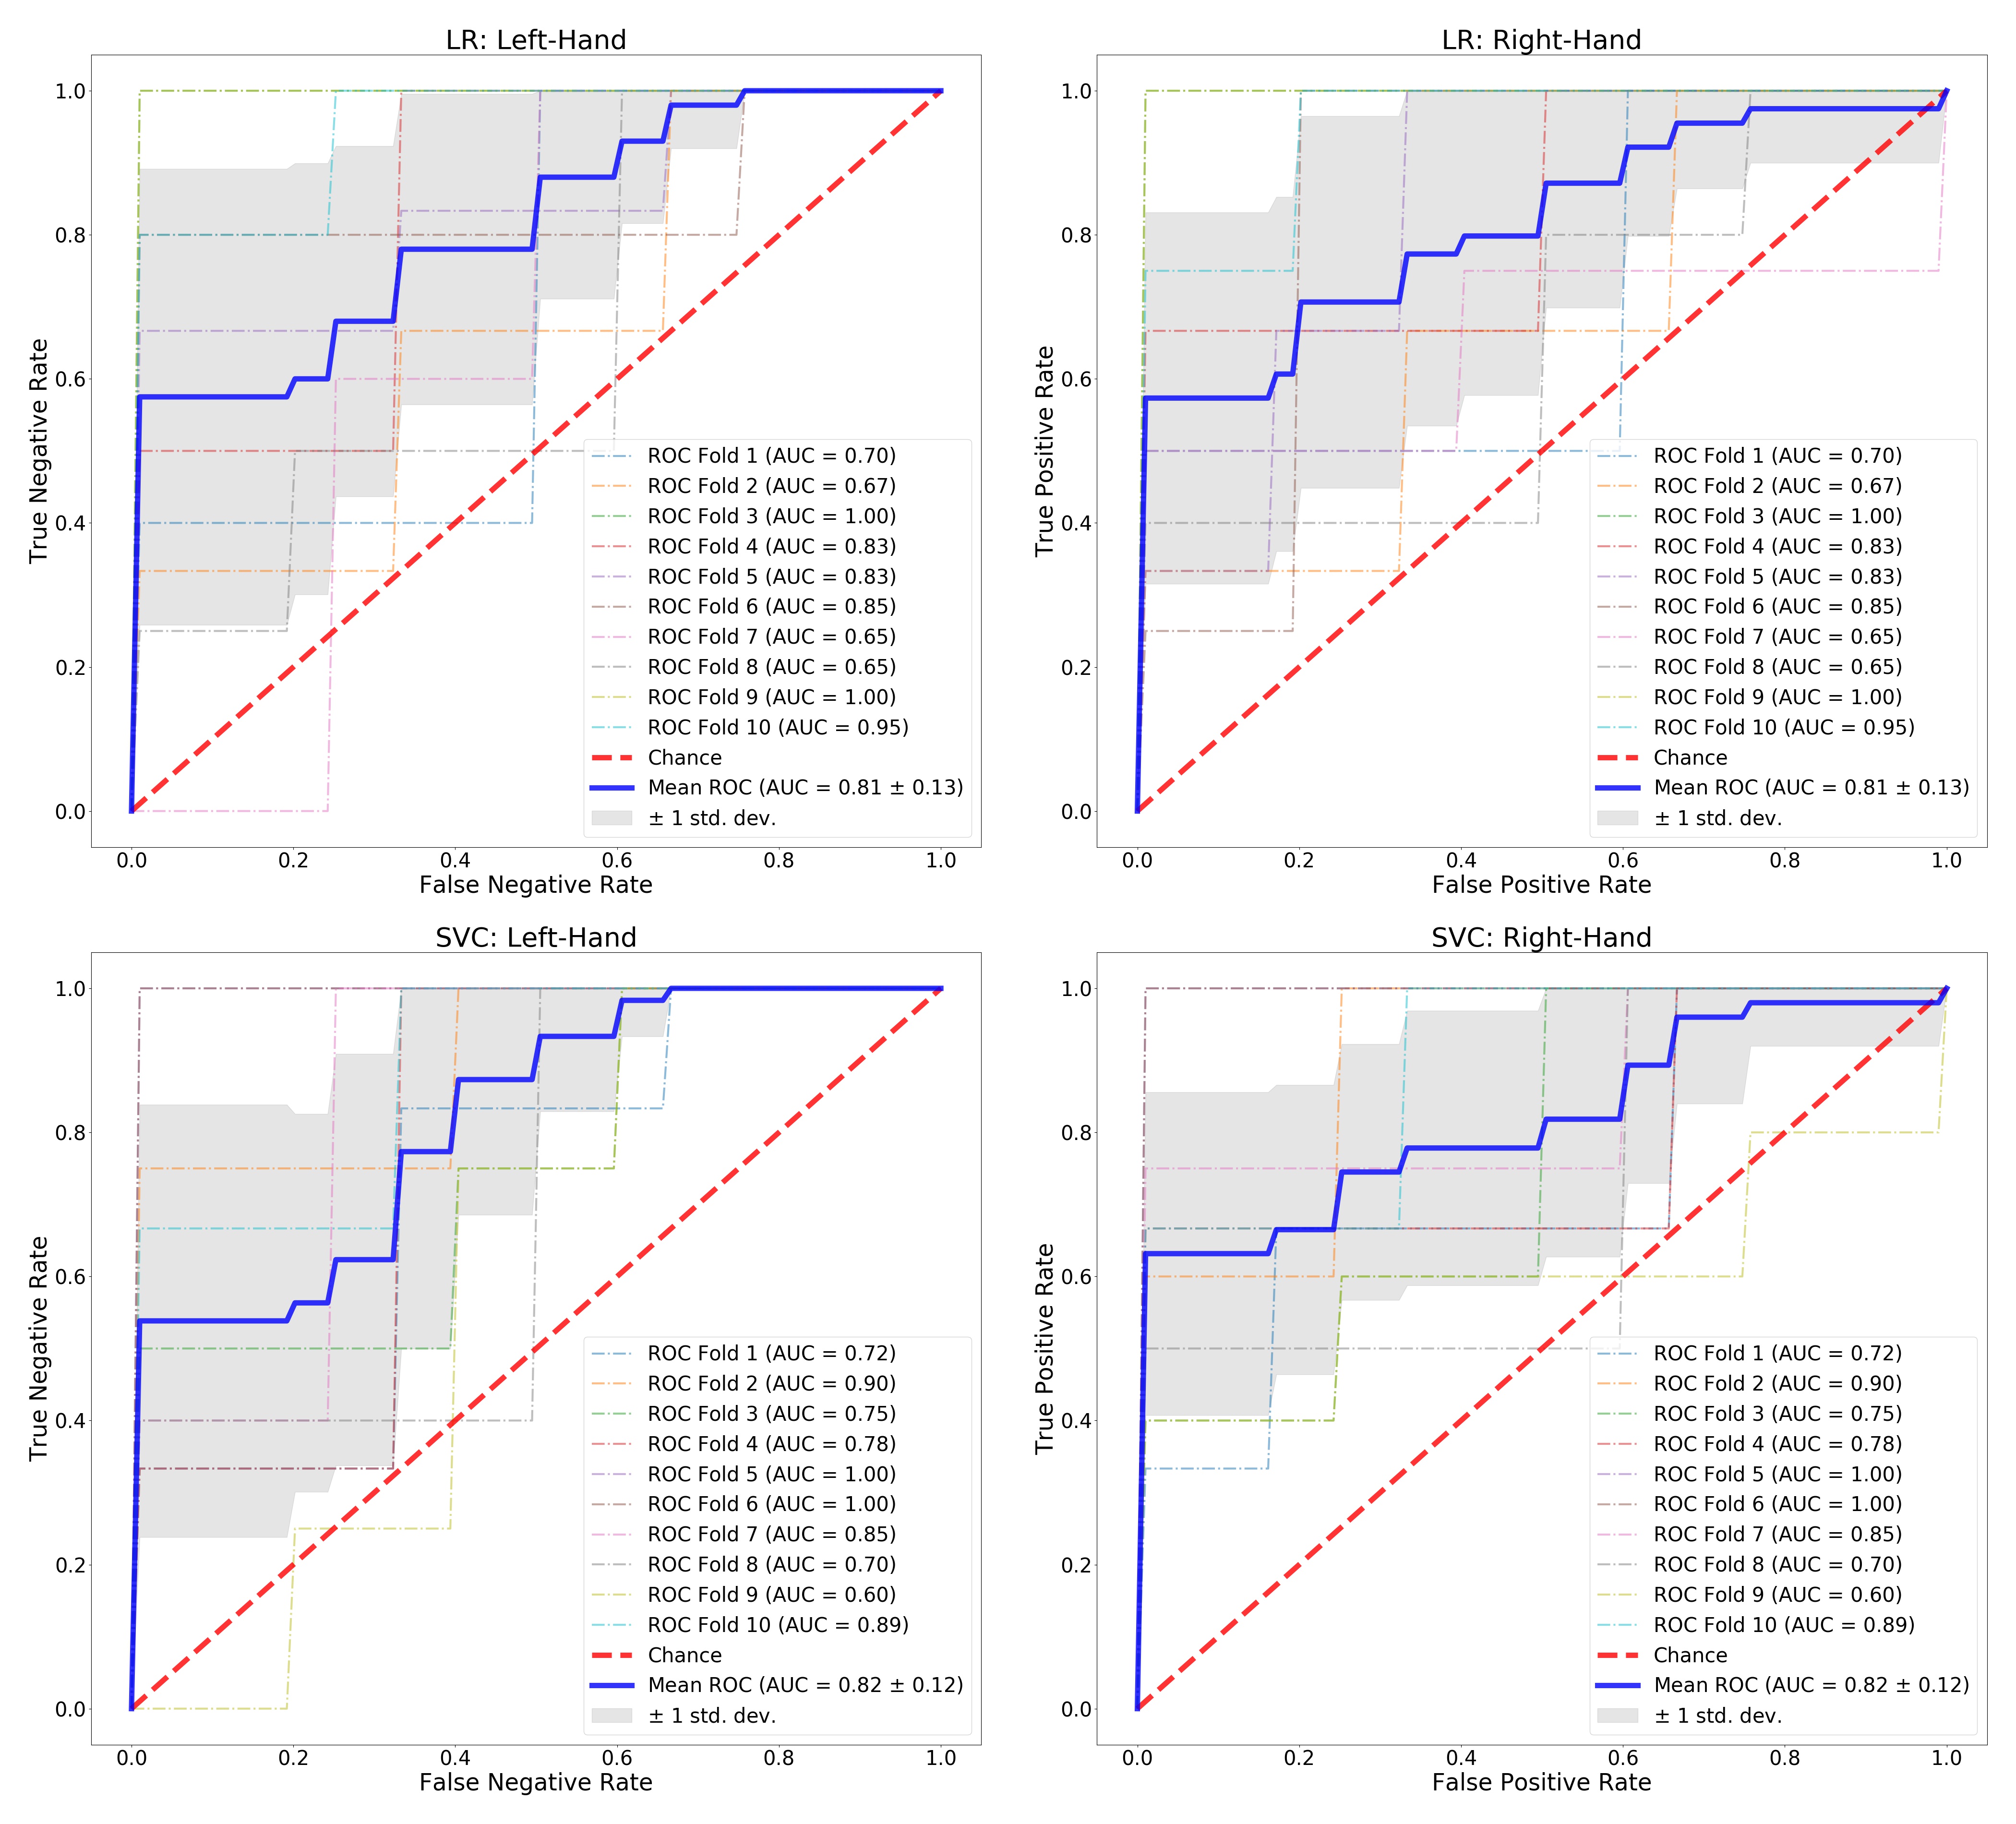 LR: Left-Hand
1.0
0.8
0.6
0.4
0.2
0.0
True Negative Rate
ROC Fold 1 (AUC = 0.70)
ROC Fold 2 (AUC = 0.67)
ROC Fold 3 (AUC = 1.00)
ROC Fold 4 (AUC = 0.83)
ROC Fold 5 (AUC = 0.83)
ROC Fold 6 (AUC = 0.85)
ROC Fold 7 (AUC = 0.65)
ROC Fold 8 (AUC = 0.65)
ROC Fold 9 (AUC = 1.00)
ROC Fold 10 (AUC = 0.95)
Chance
Mean ROC (AUC = 0.81 ± 0.13)
± 1 std. dev.
0.0 0.2 0.4 0.6 0.8 1.0
False Negative Rate
LR: Right-Hand
1.0
0.8
0.6
0.4
0.2
0.0
True Positive Rate
ROC Fold 1 (AUC = 0.70)
ROC Fold 2 (AUC = 0.67)
ROC Fold 3 (AUC = 1.00)
ROC Fold 4 (AUC = 0.83)
ROC Fold 5 (AUC = 0.83)
ROC Fold 6 (AUC = 0.85)
ROC Fold 7 (AUC = 0.65)
ROC Fold 8 (AUC = 0.65)
ROC Fold 9 (AUC = 1.00)
ROC Fold 10 (AUC = 0.95)
Chance
Mean ROC (AUC = 0.81 ± 0.13)
± 1 std. dev.
0.0 0.2 0.4 0.6 0.8 1.0
False Positive Rate
SVC: Left-Hand
1.0
0.8
0.6
0.4
0.2
0.0
True Negative Rate
ROC Fold 1 (AUC = 0.72)
ROC Fold 2 (AUC = 0.90)
ROC Fold 3 (AUC = 0.75)
ROC Fold 4 (AUC = 0.78)
ROC Fold 5 (AUC = 1.00)
ROC Fold 6 (AUC = 1.00)
ROC Fold 7 (AUC = 0.85)
ROC Fold 8 (AUC = 0.70)
ROC Fold 9 (AUC = 0.60)
ROC Fold 10 (AUC = 0.89)
Chance
Mean ROC (AUC = 0.82 ± 0.12)
± 1 std. dev.
0.0 0.2 0.4 0.6 0.8 1.0
False Negative Rate
SVC: Right-Hand
1.0
0.8
0.6
0.4
0.2
0.0
True Positive Rate
ROC Fold 1 (AUC = 0.72)
ROC Fold 2 (AUC = 0.90)
ROC Fold 3 (AUC = 0.75)
ROC Fold 4 (AUC = 0.78)
ROC Fold 5 (AUC = 1.00)
ROC Fold 6 (AUC = 1.00)
ROC Fold 7 (AUC = 0.85)
ROC Fold 8 (AUC = 0.70)
ROC Fold 9 (AUC = 0.60)
ROC Fold 10 (AUC = 0.89)
Chance
Mean ROC (AUC = 0.82 ± 0.12)
± 1 std. dev.
0.0 0.2 0.4 0.6 0.8 1.0
False Positive Rate